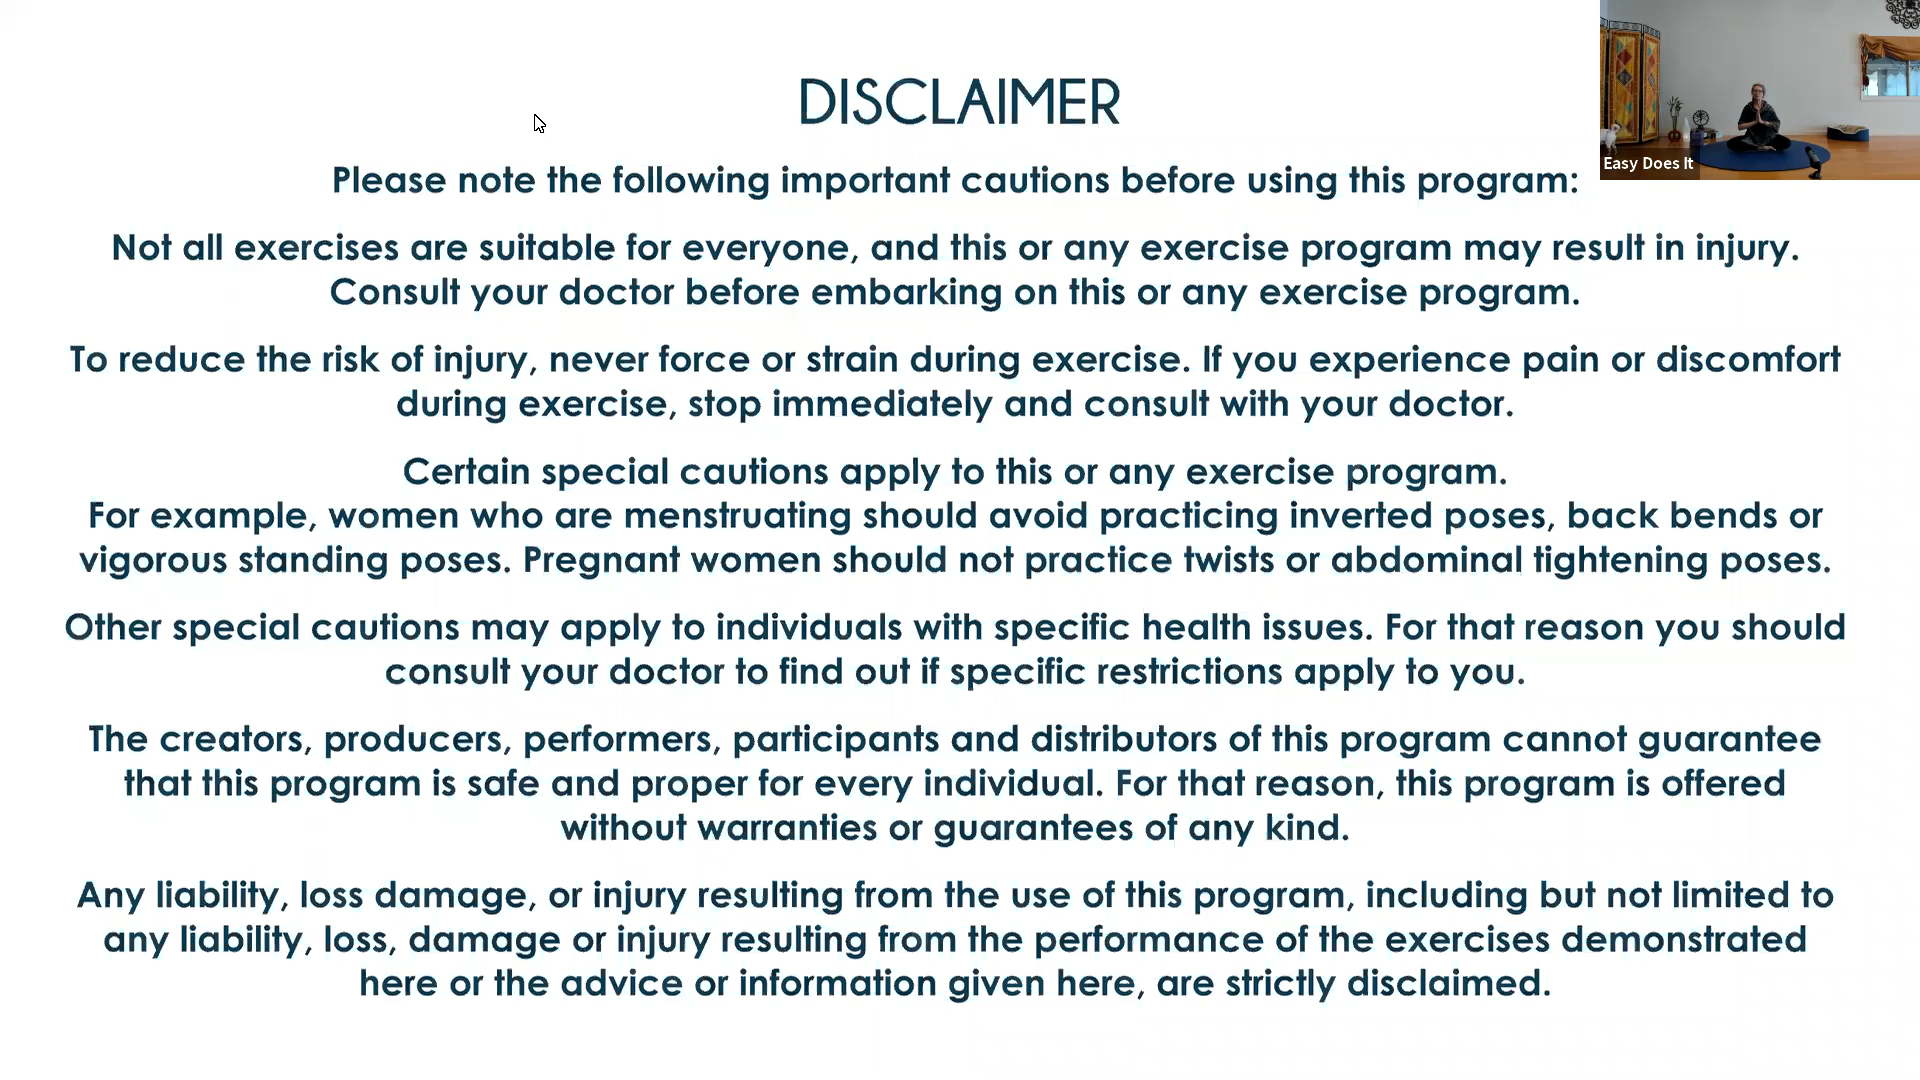 DISCLAIMER
Easy Does It
Please note the following important cautions before using this program:
Not all exercises are suitable for everyone, and this or any exercise program may result in injury.
Consult your doctor before embarking on this or any exercise program.
To reduce the risk of injury, never force or strain during exercise. If you experience pain or discomfort
during exercise, stop immediately and consult with your doctor.
Certain special cautions apply to this or any exercise program.
For example, women who are menstruating should avoid practicing inverted poses, back bends or
vigorous standing poses. Pregnant women should not practice twists or abdominal tightening poses.
Other special cautions may apply to individuals with specific health issues. For that reason you should
consult your doctor to find out if specific restrictions apply to you.
The creators, producers, performers, participants and distributors of this program cannot guarantee
that this program is safe and proper for every individual. For that reason, this program is offered
without warranties or guarantees of any kind.
Any liability, loss damage, or injury resulting from the use of this program, including but not limited to
any liability, loss, damage or injury resulting from the performance of the exercises demonstrated
here or the advice or information given here, are strictly disclaimed.